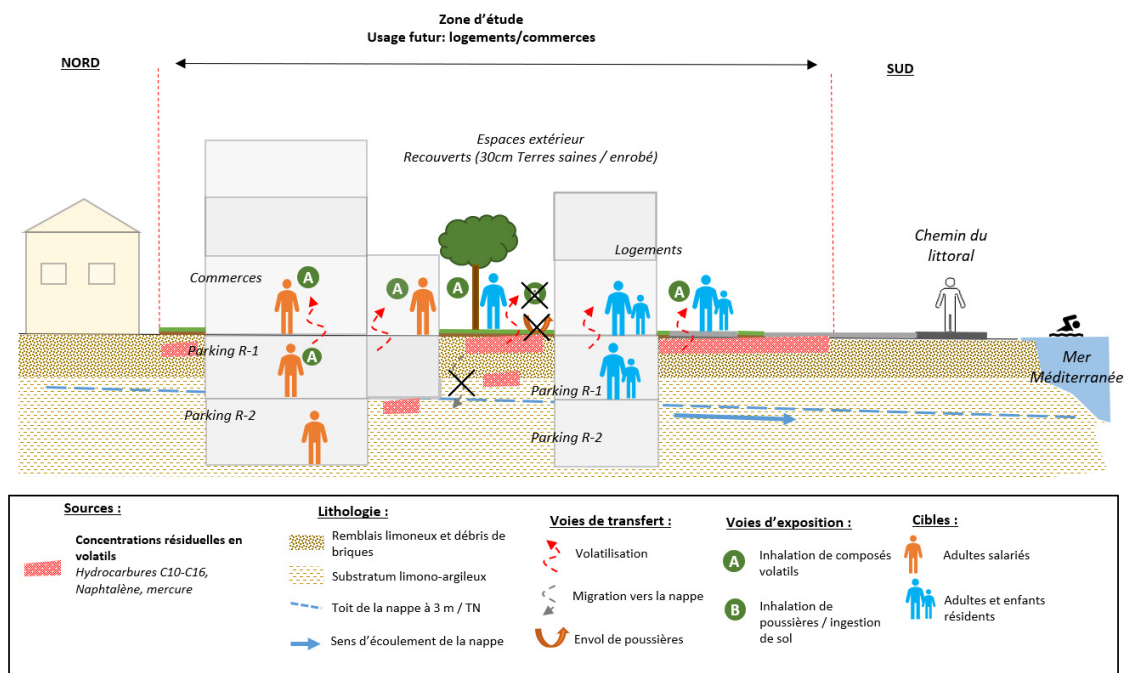 Zone d'étude
Usage futur: logements/commerces
NORD
SUD
Espaces extérieur
Recouverts (30cm Terres saines / enrobé)
Chemin du
littoral
Logements
Commerces
A
A
A
B
A
Parking R-1
A
Mer
Méditerranée
Parking R-1
Parking R-2
Parking R-2
Sources :
Concentrations résiduelles en
volatils
Hydrocarbures C10-C16,
Naphtalène, mercure
Lithologie :
Remblais limoneux et débris de
briques
Substratum limono-argileux
Toit de la nappe à 3 m / TN
Sens d'écoulement de la nappe
Voies de transfert :
Volatilisation
Migration vers la nappe
Envol de poussières
Voies d'exposition :
A
Inhalation de composés
volatils
B
Inhalation de
poussières / ingestion
de sol
Cibles :
Adultes salariés
Adultes et enfants
résidents